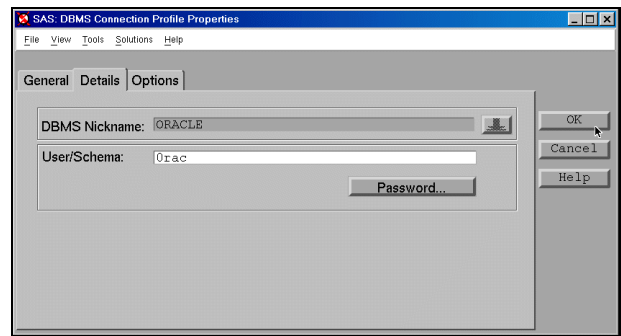 SAS: DBMS Connection Profile Properties
File View Tools Solutions Help
General Details Options
DBMS Nickname: ORACLE
User/Schema: Orac
Password...
OK
Cancel
Help